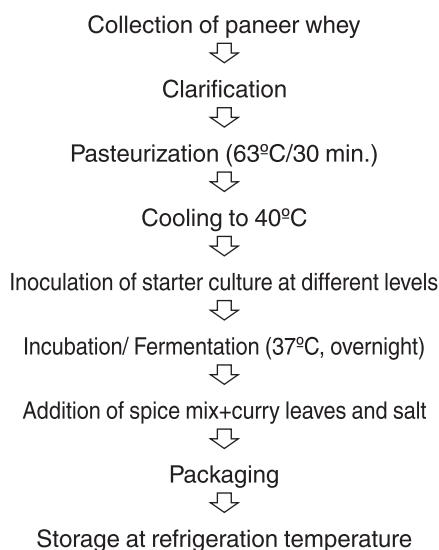 Collection of paneer whey
Clarification
Pasteurization (63ºC/30 min.)
Cooling to 40ºC
Inoculation of starter culture at different levels
Incubation/ Fermentation (37ºC, overnight)
Addition of spice mix+curry leaves and salt
Packaging
Storage at refrigeration temperature